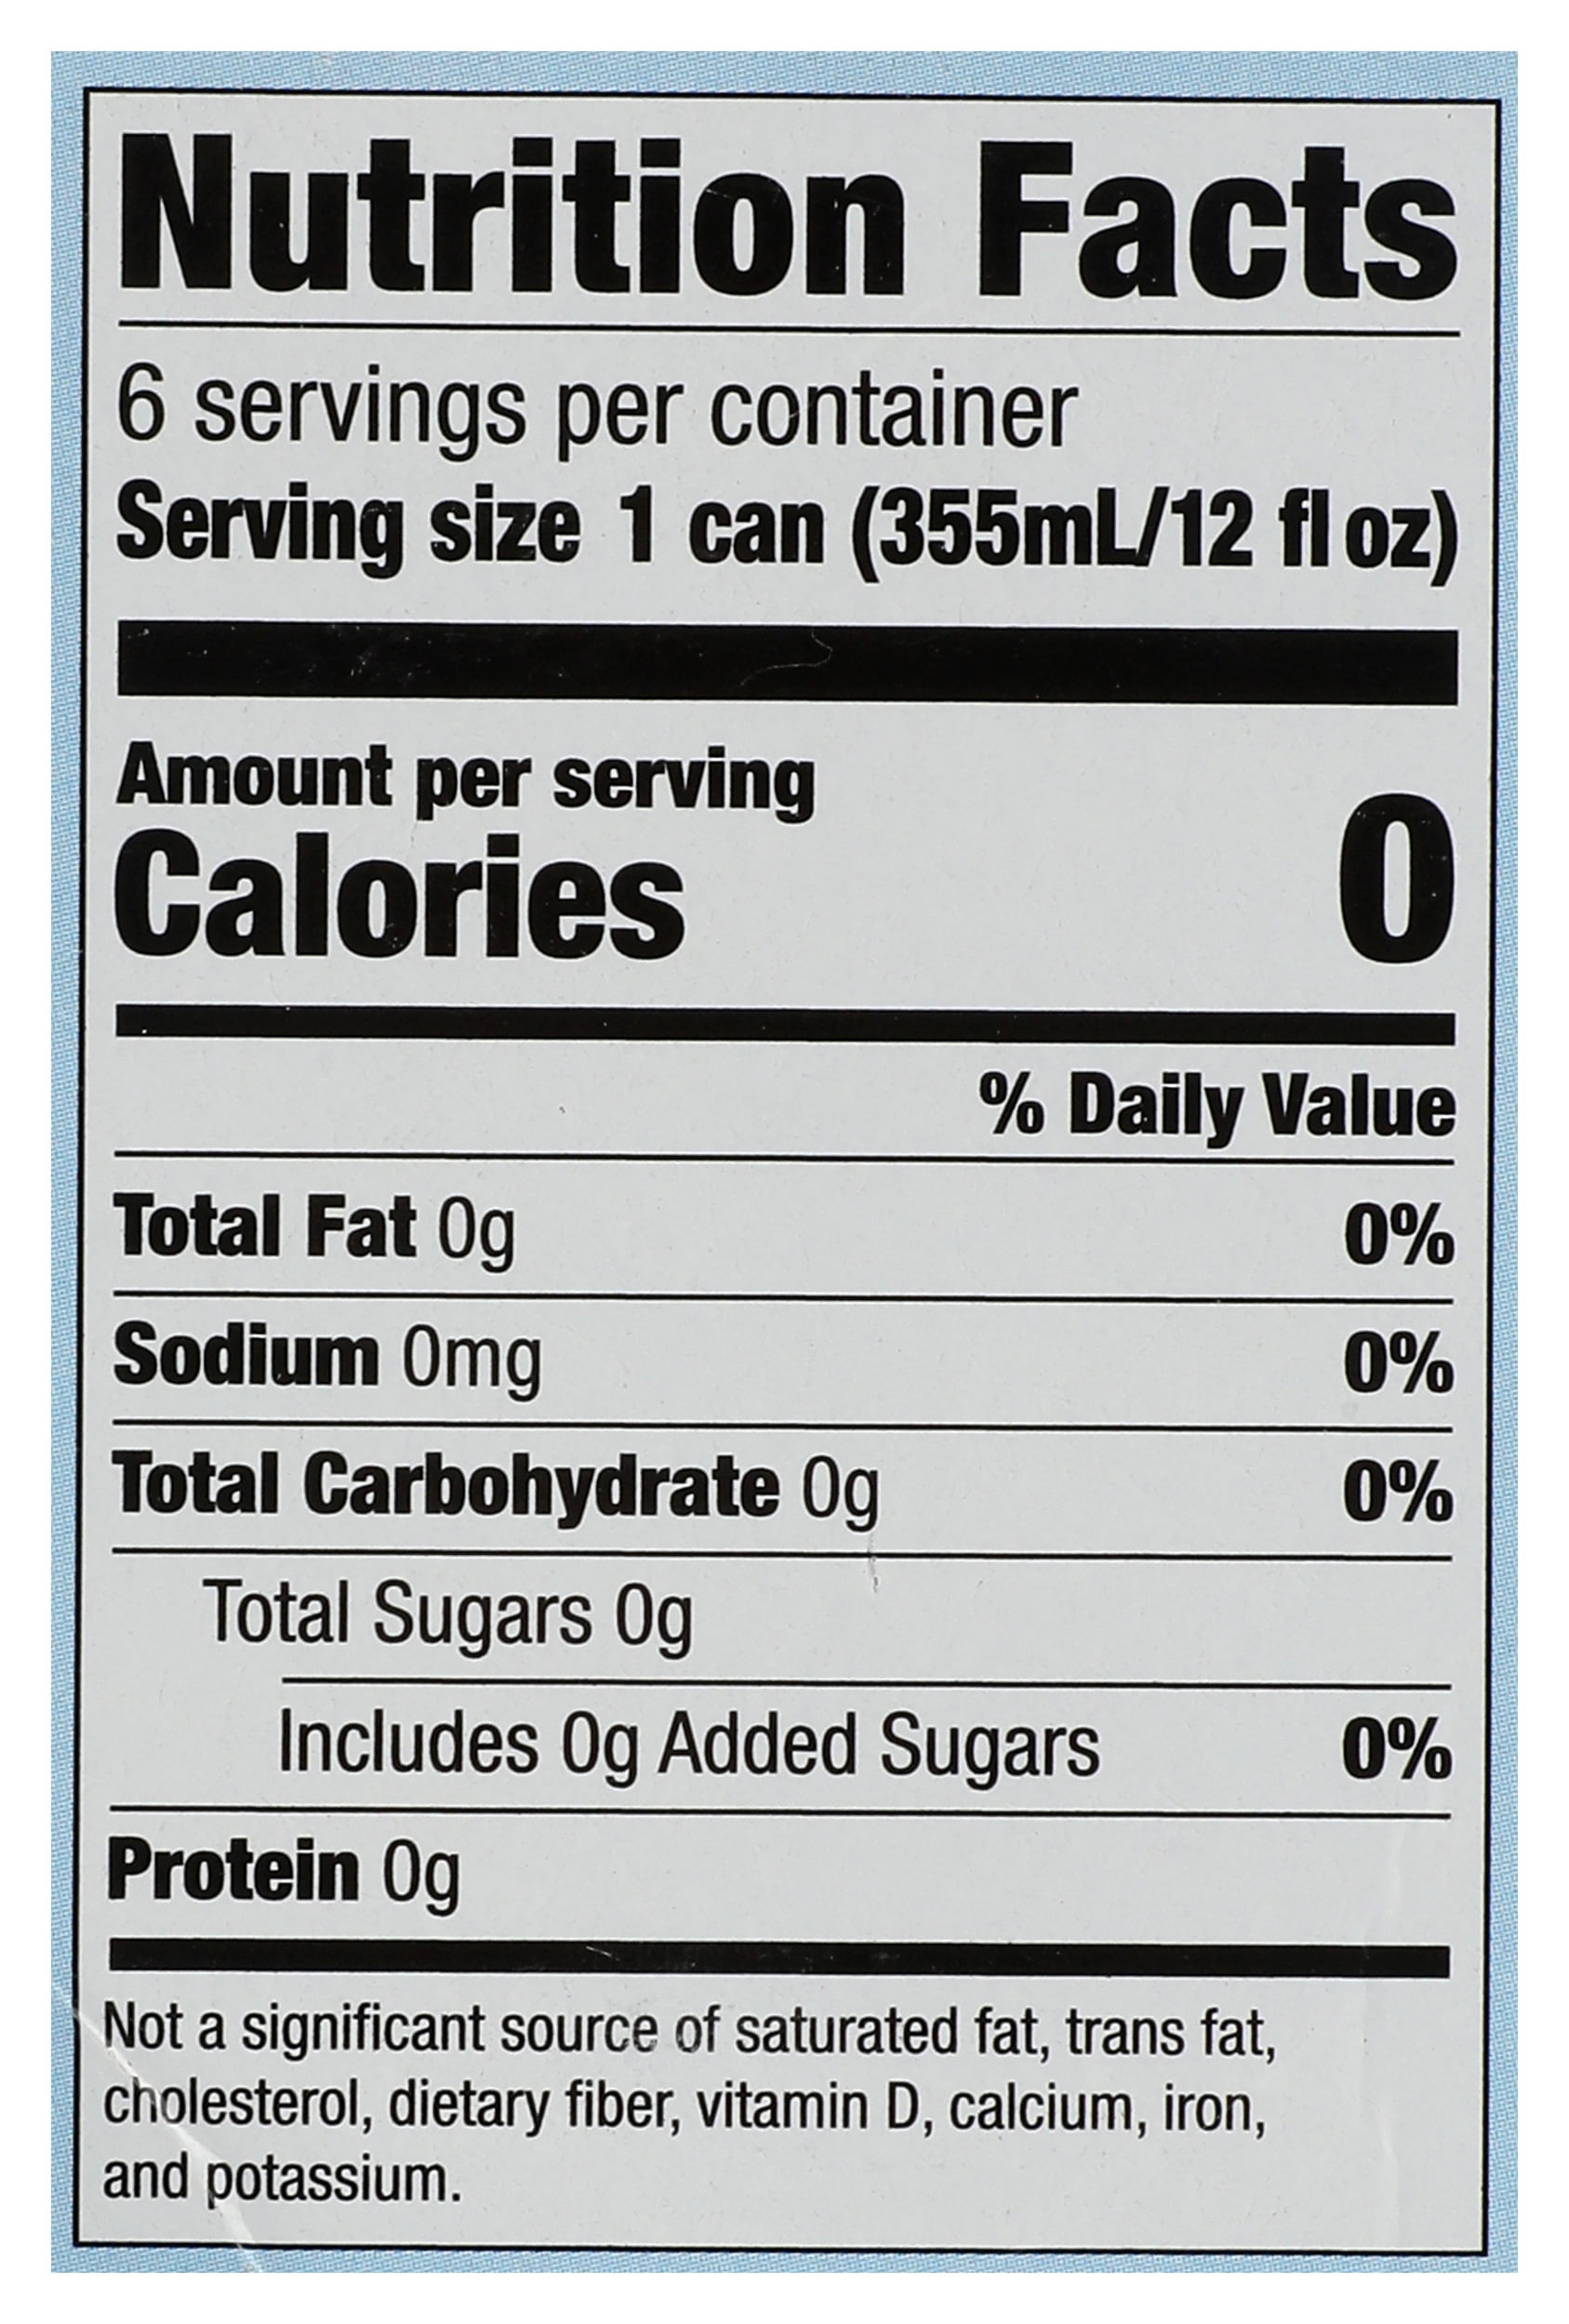 Nutrition Facts
6 servings per container
Serving size 1 can (355mL/12 fl oz)
Amount per serving
Calories 0
% Daily Value
Total Fat 0g 0%
Sodium 0mg 0%
Total Carbohydrate 0g 0%
Total Sugars 0g
Includes 0g Added Sugars 0%
Protein 0g
Not a significant source of saturated fat, trans fat,
cholesterol, dietary fiber, vitamin D, calcium, iron,
and potassium.